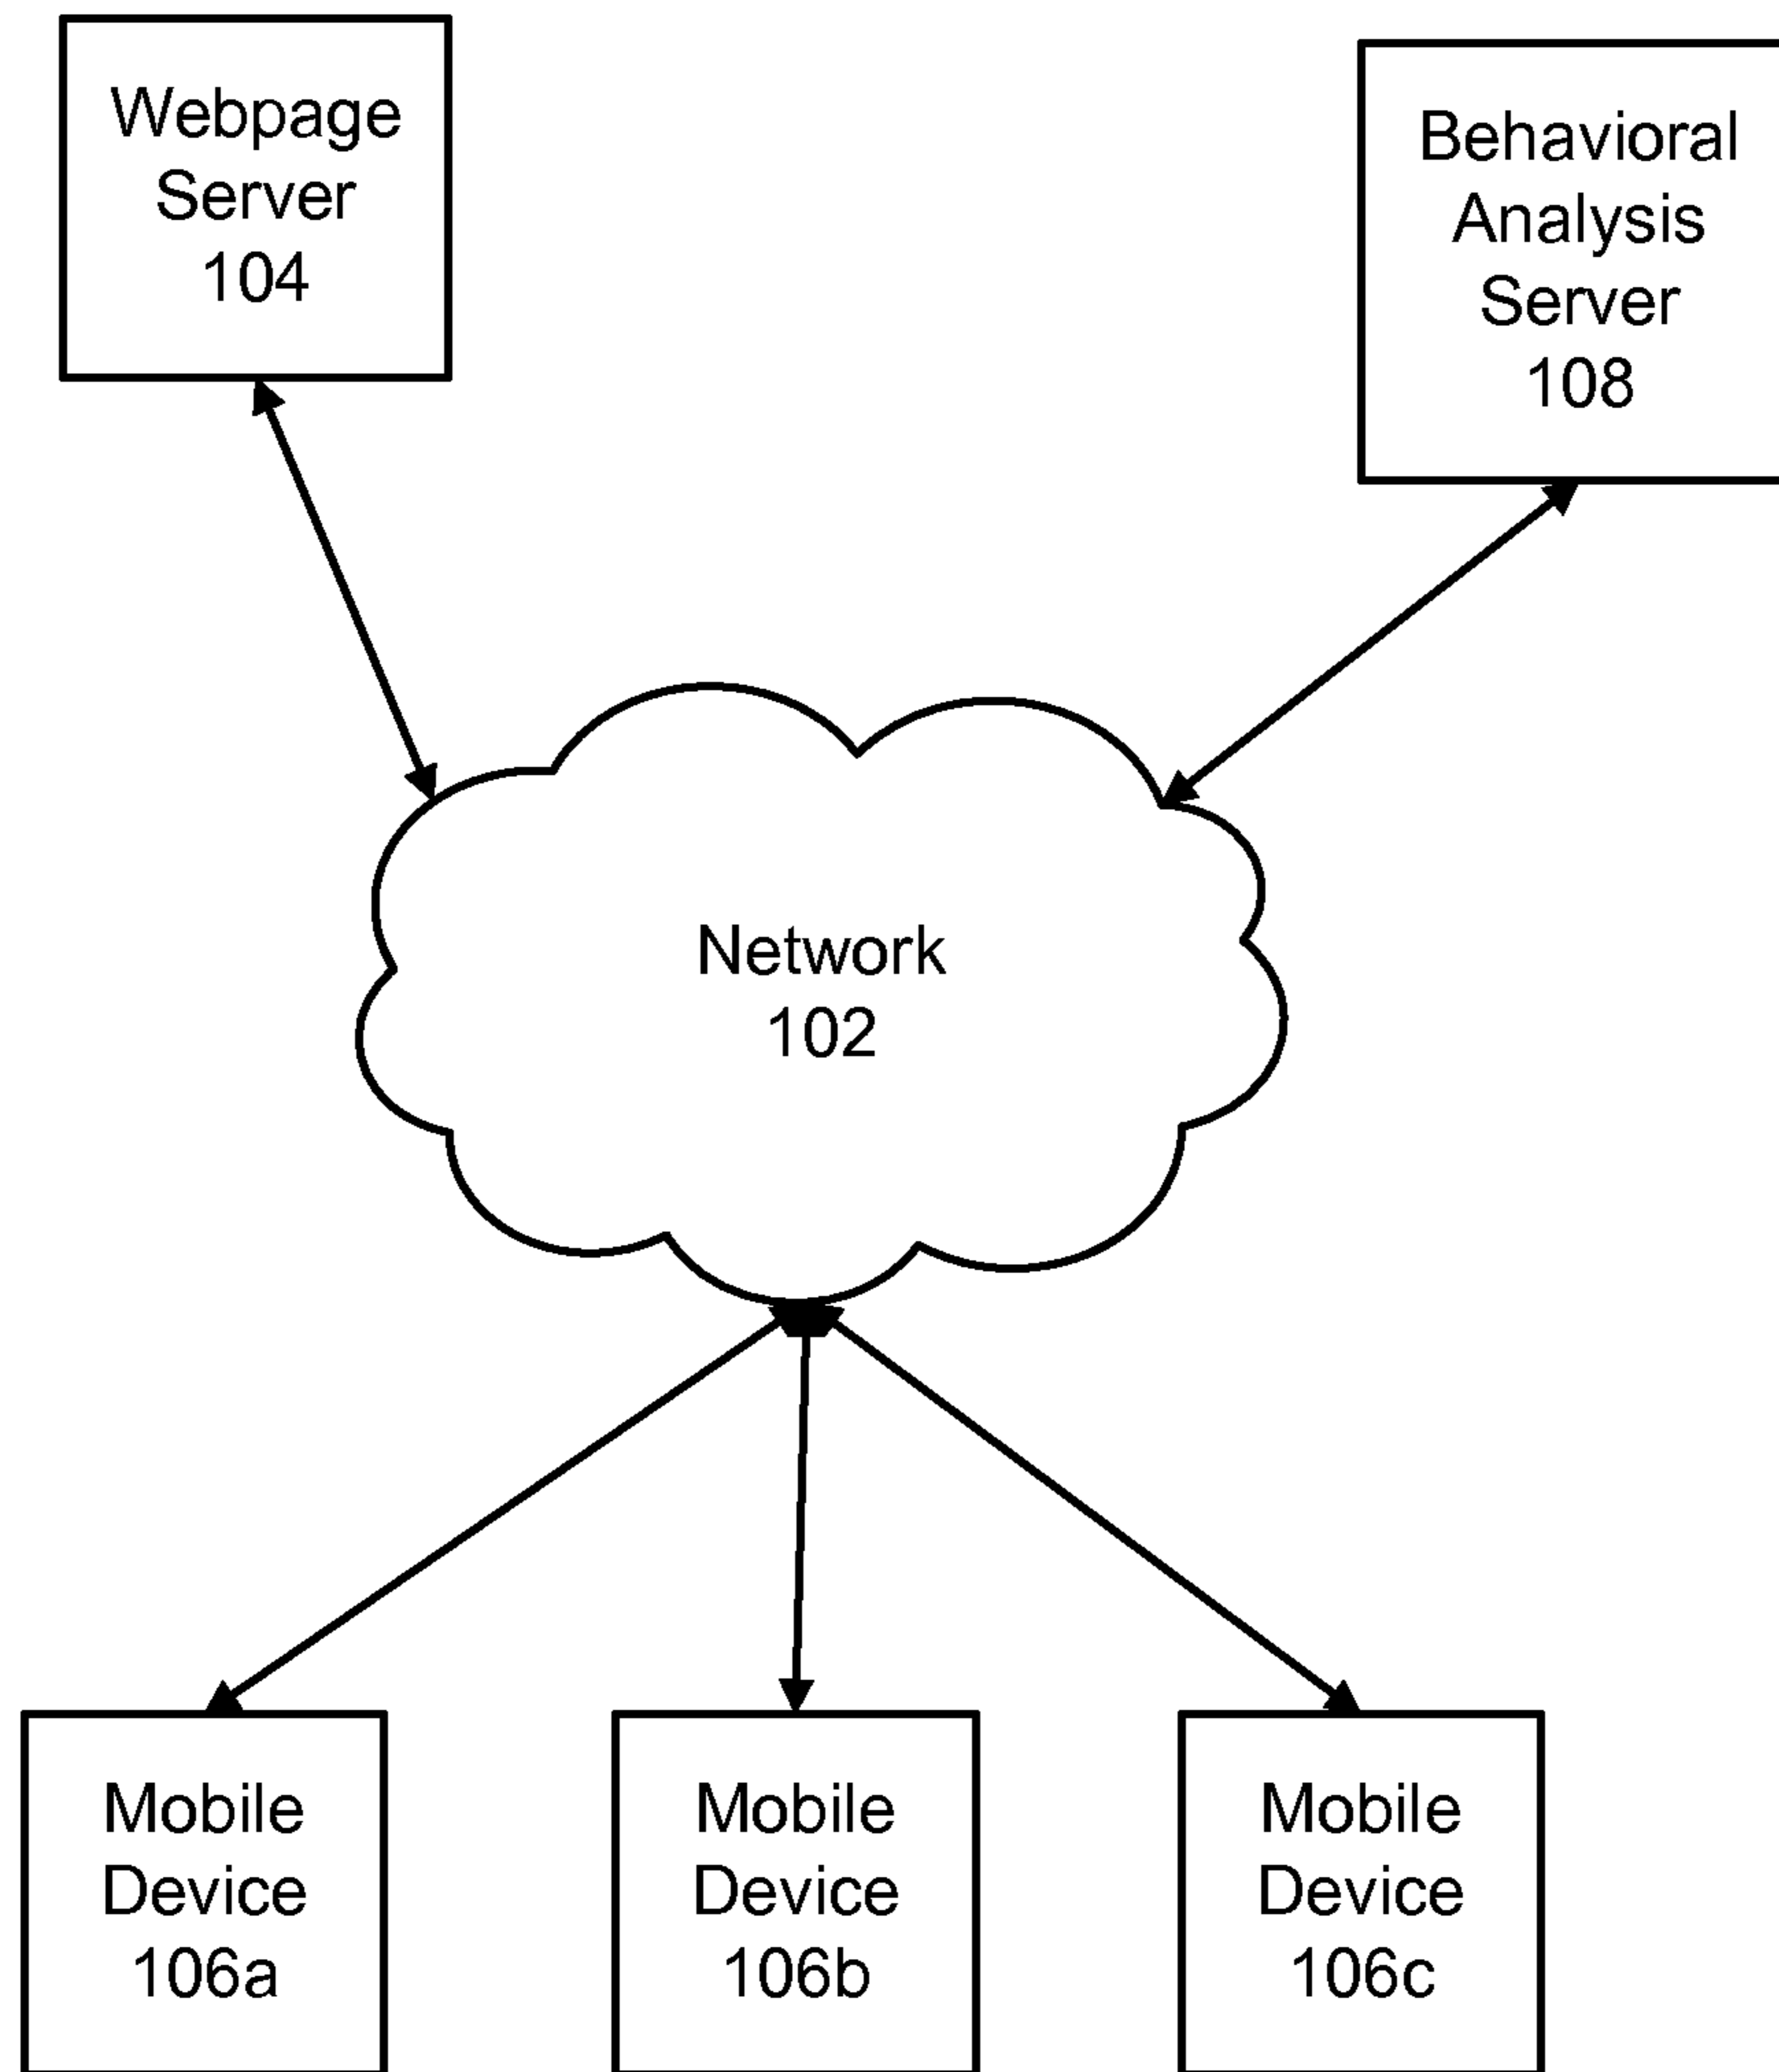 Webpage
Server
104
Behavioral
Analysis
Server
108
Network
102
Mobile
Device
106a
Mobile
Device
106b
Mobile
Device
106c